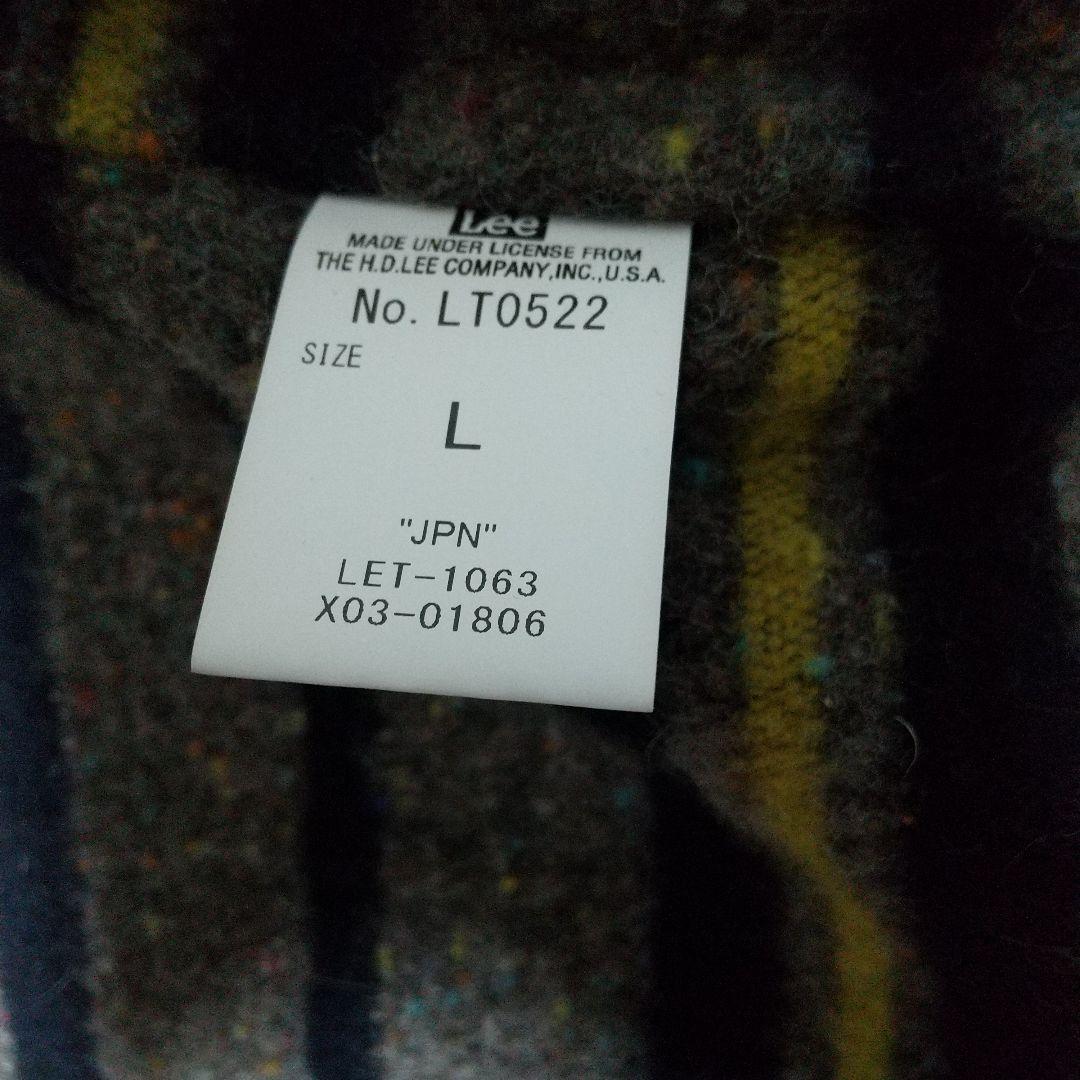 Lee
MADE UNDER LICENSE FROM
THE H.D.LEE COMPANY,INC.,U.S.A.
No. LT0522
SIZE
L
"JPN"
LET-1063
X03-01806